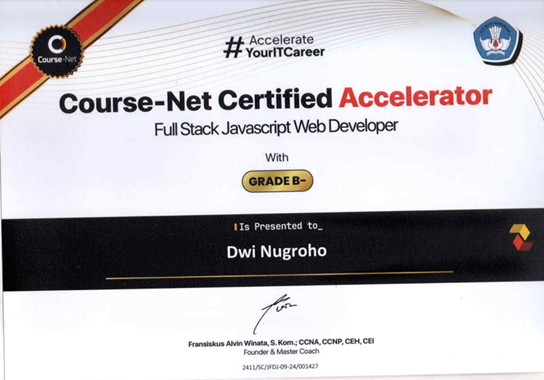 Course-Net
# Accelerate
YourITCareer
Course-Net Certified Accelerator
Full Stack Javascript Web Developer
With
GRADE B-
Is Presented to_
Dwi Nugroho
Fransiskus Alvin Winata, S. Kom.; CCNA, CCNP, CEH, CEI
Founder & Master Coach
2411/SC/JFDJ-09-24/001427